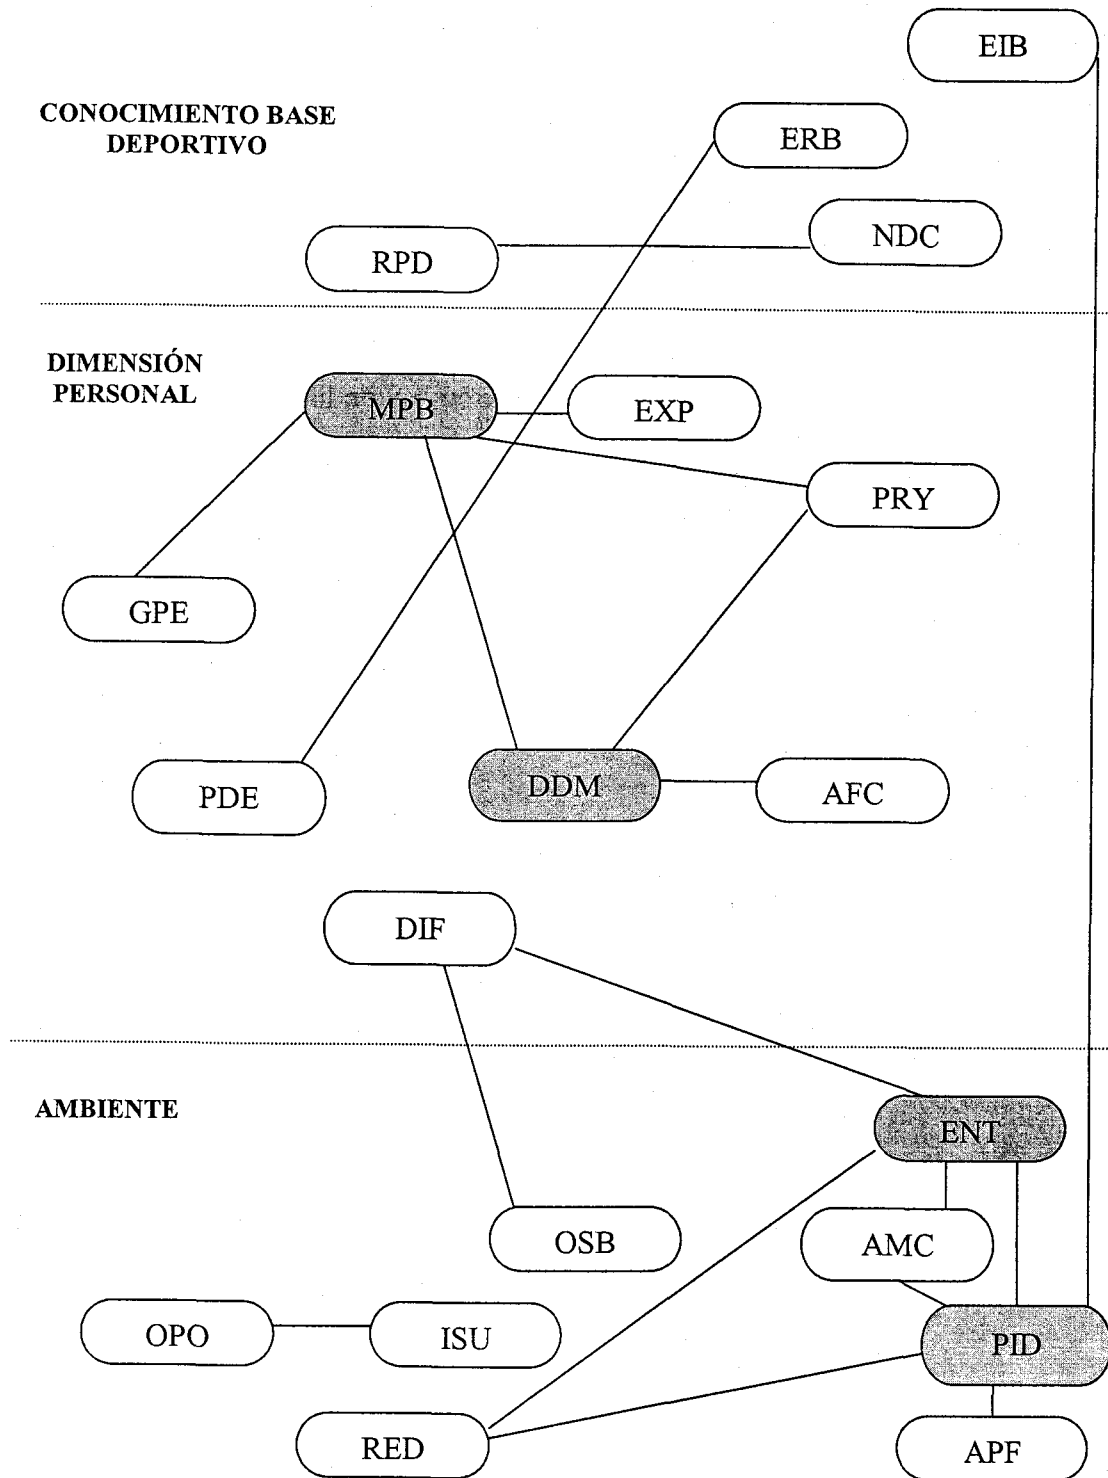 EIB
CONOCIMIENTO BASE
DEPORTIVO
ERB
NDC
RPD
DIMENSIÓN
PERSONAL
MPB
EXP
PRY
GPE
PDE
DDM
AFC
DIF
AMBIENTE
ENT
OSB
AMC
OPO
ISU
PID
RED
APF